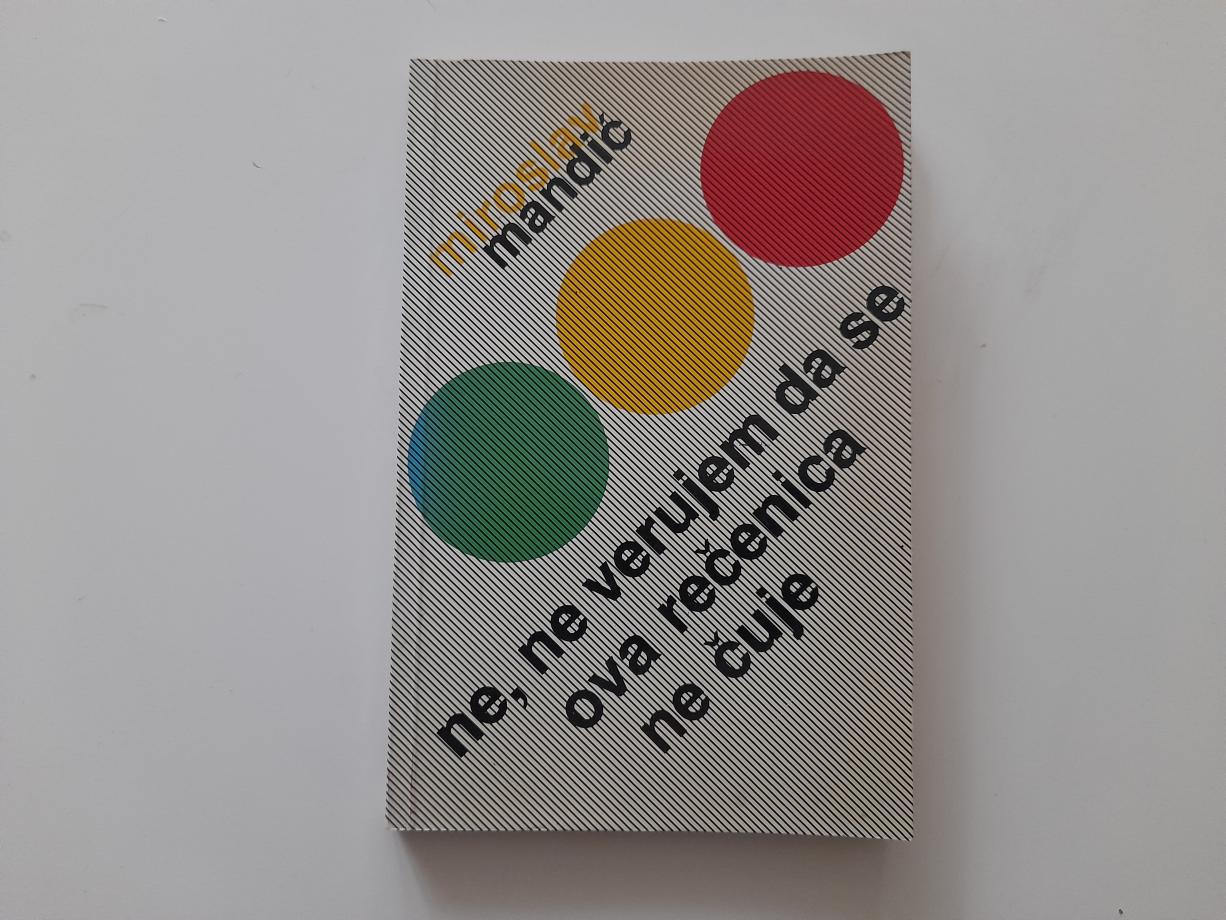 miroslav
mandić
ne, ne verujem da se
ova rečenica
ne čuje